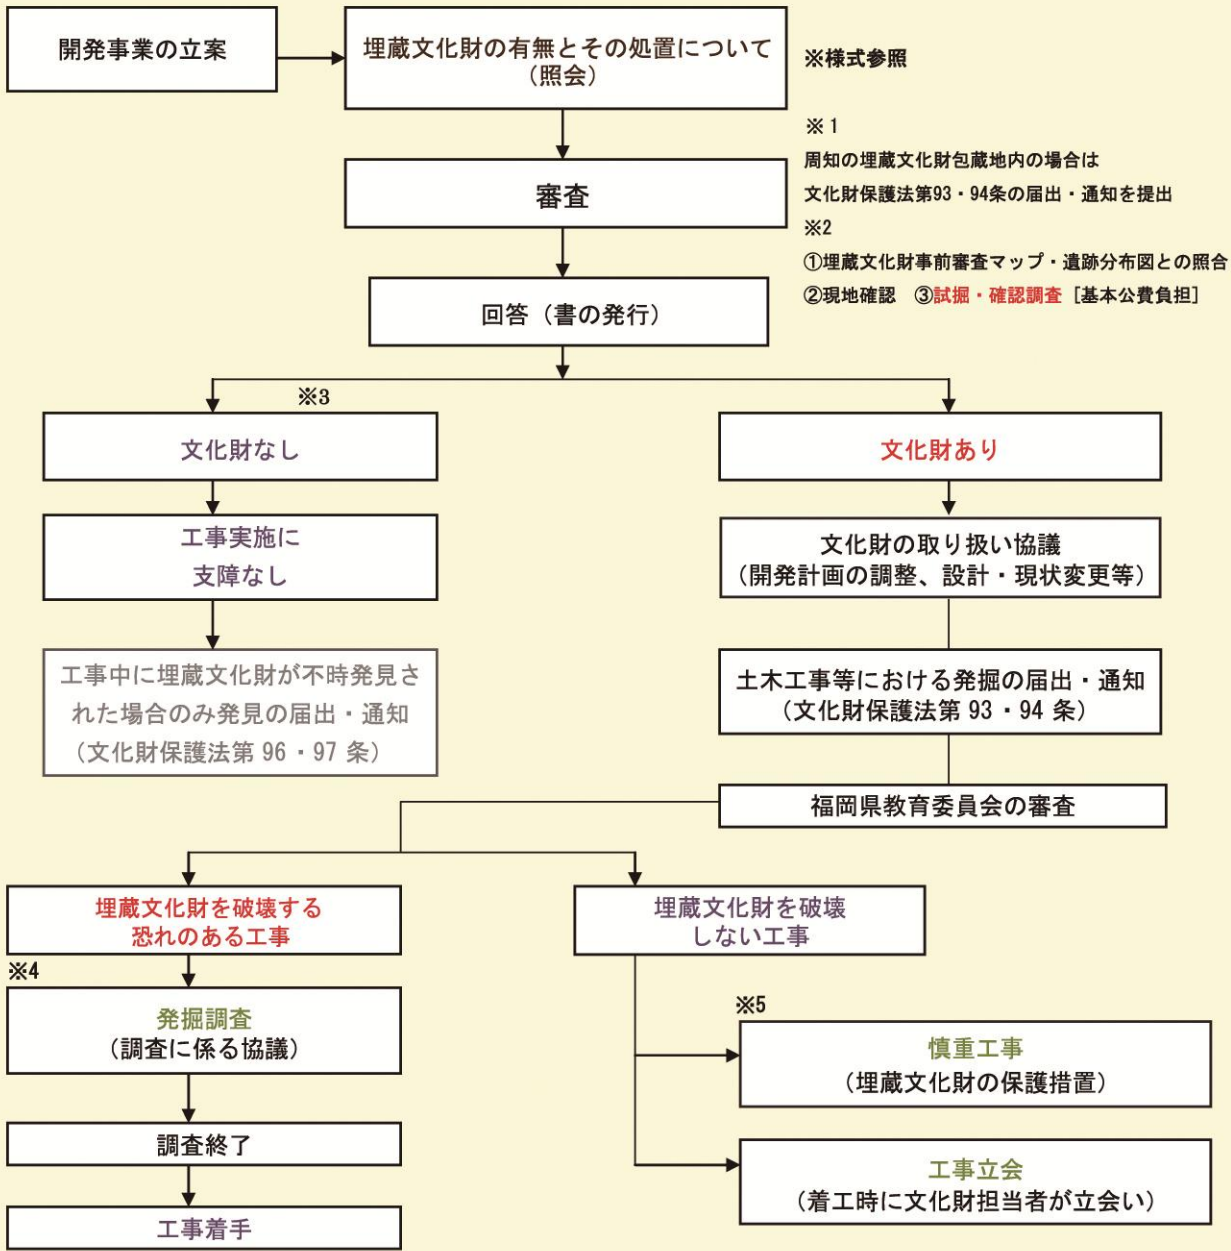 開発事業の立案
埋蔵文化財の有無とその処置について
（照会）
※様式参照
※１
周知の埋蔵文化財包蔵地内の場合は
文化財保護法第93・94条の届出・通知を提出
※2
①埋蔵文化財事前審査マップ・遺跡分布図との照合
②現地確認　③試掘・確認調査［基本公費負担］
審査
回答（書の発行）
※3
文化財なし
文化財あり
工事実施に
支障なし
文化財の取り扱い協議
（開発計画の調整、設計・現状変更等）
工事中に埋蔵文化財が不時発見さ
れた場合のみ発見の届出・通知
（文化財保護法第 96・97 条）
土木工事等における発掘の届出・通知
（文化財保護法第 93・94 条）
福岡県教育委員会の審査
埋蔵文化財を破壊する
恐れのある工事
埋蔵文化財を破壊
しない工事
※4
発掘調査
（調査に係る協議）
※5
慎重工事
（埋蔵文化財の保護措置）
調査終了
工事立会
（着工時に文化財担当者が立会い）
工事着手